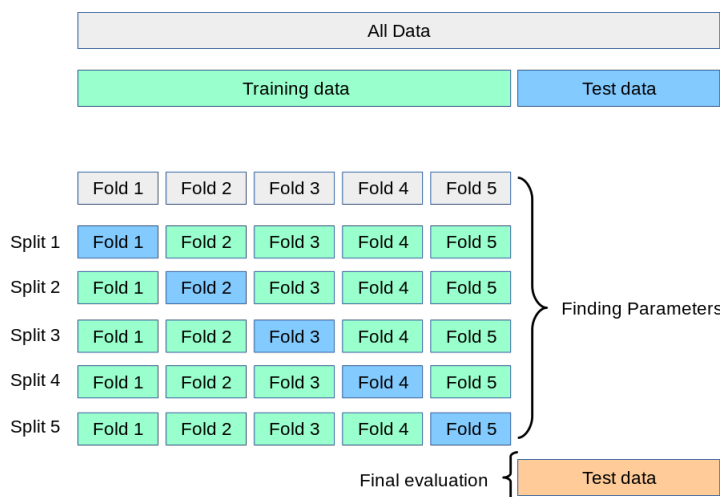 All Data
Training data Test data
Fold 1 Fold 2 Fold 3 Fold 4 Fold 5
Split 1 Fold 1 Fold 2 Fold 3 Fold 4 Fold 5
Split 2 Fold 1 Fold 2 Fold 3 Fold 4 Fold 5
Finding Parameters
Split 3 Fold 1 Fold 2 Fold 3 Fold 4 Fold 5
Split 4 Fold 1 Fold 2 Fold 3 Fold 4 Fold 5
Split 5 Fold 1 Fold 2 Fold 3 Fold 4 Fold 5
Final evaluation Test data